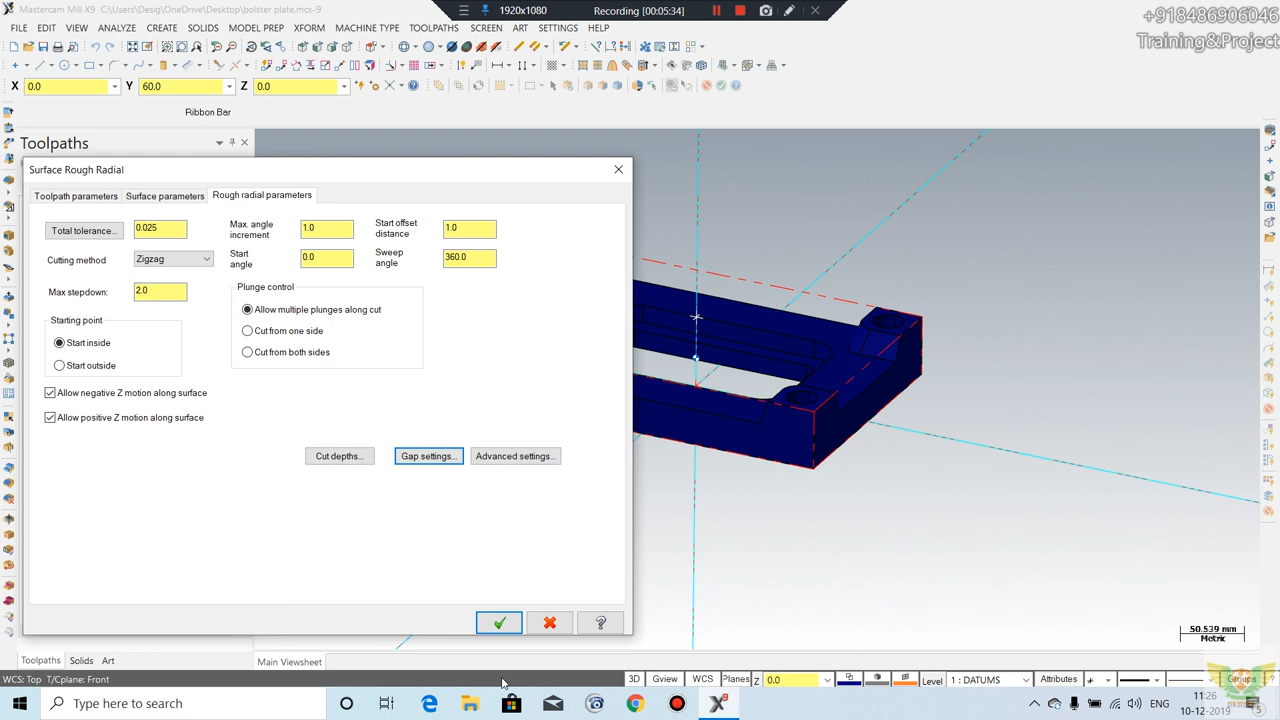 Mastercam Mill X9 C:\Users\Desig\OneDrive\Desktop\bolster plate.mcx-9
1920x1080
Recording [00:05:34]
+918486906046
Training&Project
FILE EDIT VIEW ANALYZE CREATE SOLIDS MODEL PREP XFORM MACHINE TYPE TOOLPATHS SCREEN ART SETTINGS HELP
X 0.0 Y 60.0 Z 0.0
Ribbon Bar
Toolpaths
Surface Rough Radial
Toolpath parameters Surface parameters Rough radial parameters
Total tolerance... 0.025
Max. angle increment 1.0
Start offset distance 1.0
Cutting method Zigzag
Start angle 0.0
Sweep angle 360.0
Max stepdown: 2.0
Plunge control
Allow multiple plunges along cut
Cut from one side
Cut from both sides
Starting point
Start inside
Start outside
Allow negative Z motion along surface
Allow positive Z motion along surface
Cut depths... Gap settings... Advanced settings...
50.539 mm
Metric
Toolpaths Solids Art
Main Viewsheet
WCS: Top T/Cplane: Front
3D Gview WCS Planes Z 0.0 Level 1 : DATUMS Attributes Groups ?
Type here to search
ENG
11:26
10-12-2019
5